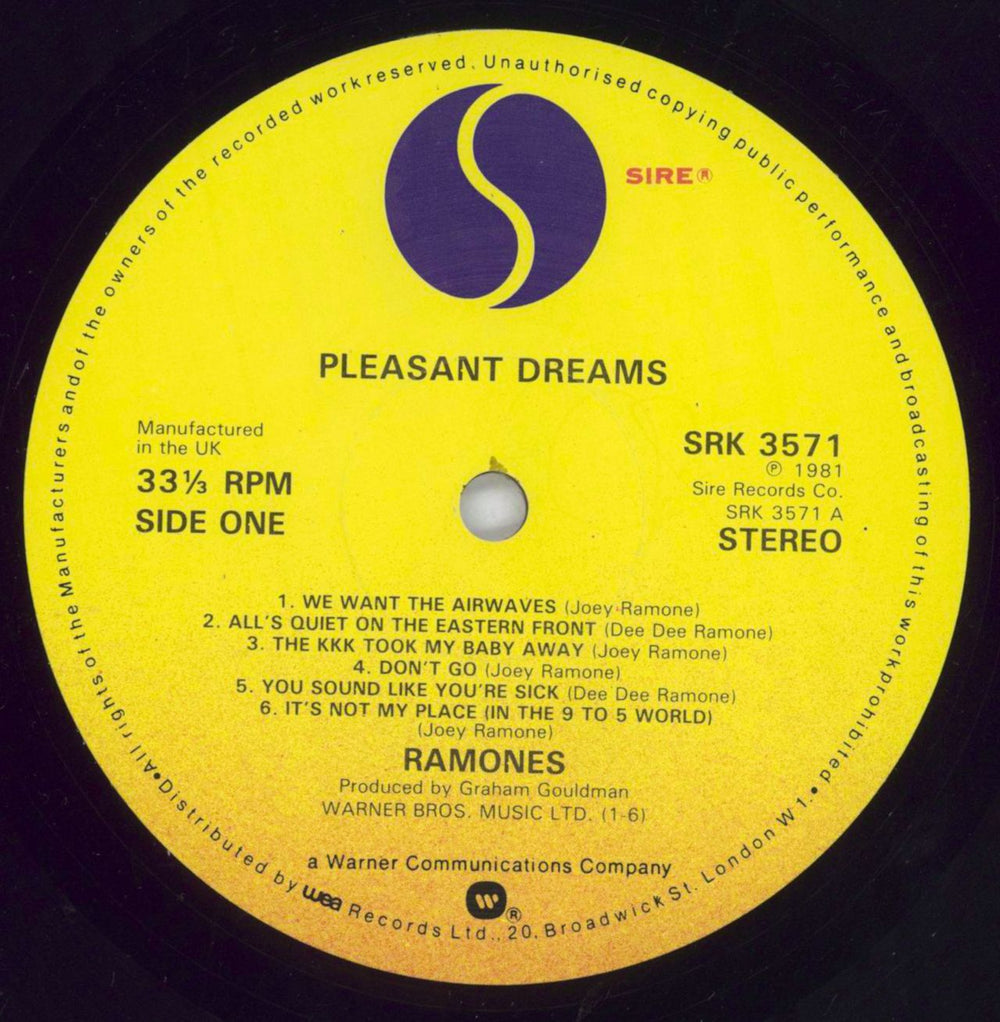 All rights of the Manufacturers and of the owners of the recorded work reserved. Unauthorised copying public performance and broadcasting of this work prohibited.
SIRE®
PLEASANT DREAMS
Manufactured
in the UK
33⅓ RPM
SIDE ONE
SRK 3571
℗ 1981
Sire Records Co.
SRK 3571 A
STEREO
1. WE WANT THE AIRWAVES (Joey Ramone)
2. ALL'S QUIET ON THE EASTERN FRONT (Dee Dee Ramone)
3. THE KKK TOOK MY BABY AWAY (Joey Ramone)
4. DON'T GO (Joey Ramone)
5. YOU SOUND LIKE YOU'RE SICK (Dee Dee Ramone)
6. IT'S NOT MY PLACE (IN THE 9 TO 5 WORLD)
(Joey Ramone)
RAMONES
Produced by Graham Gouldman
WARNER BROS. MUSIC LTD. (1-6)
a Warner Communications Company
®
•Distributed by wea Records Ltd., 20, Broadwick St. London W1.•